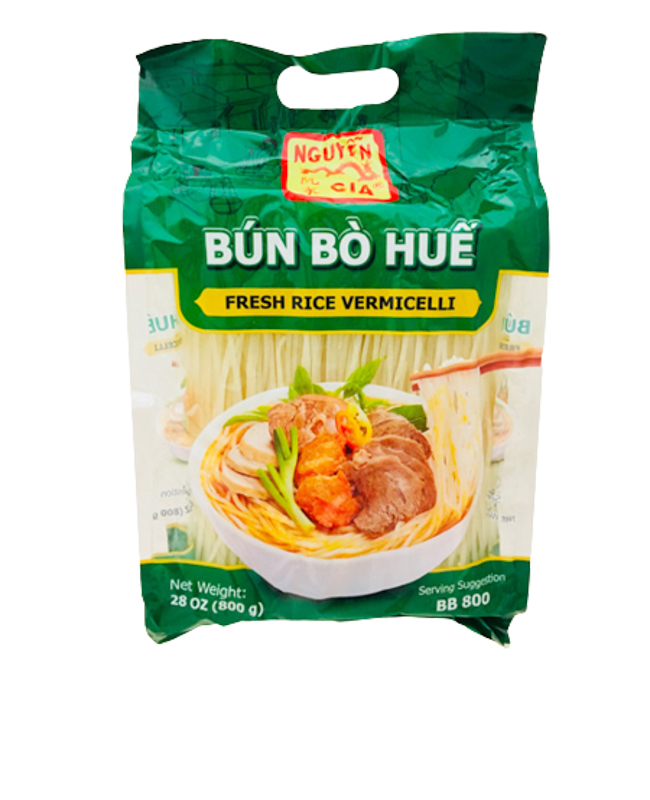 NGUYỄN
GIA
BÚN BÒ HUẾ
FRESH RICE VERMICELLI
Net Weight:
28 OZ (800 g)
Serving Suggestion
BB 800